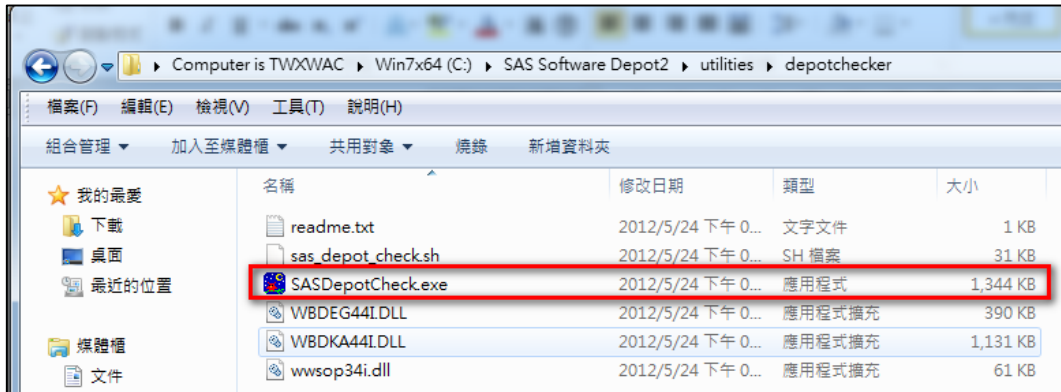 Computer is TWXWAC ▸ Win7x64 (C:) ▸ SAS Software Depot2 ▸ utilities ▸ depotchecker
檔案(F) 編輯(E) 檢視(V) 工具(T) 說明(H)
組合管理 加入至媒體櫃 共用對象 燒錄 新增資料夾
名稱 修改日期 類型 大小
我的最愛
下載
桌面
最近的位置
媒體櫃
文件
readme.txt 2012/5/24 下午 0... 文字文件 1 KB
sas_depot_check.sh 2012/5/24 下午 0... SH 檔案 31 KB
SASDepotCheck.exe 2012/5/24 下午 0... 應用程式 1,344 KB
WBDEG44I.DLL 2012/5/24 下午 0... 應用程式擴充 390 KB
WBDKA44I.DLL 2012/5/24 下午 0... 應用程式擴充 1,131 KB
wwsop34i.dll 2012/5/24 下午 0... 應用程式擴充 61 KB